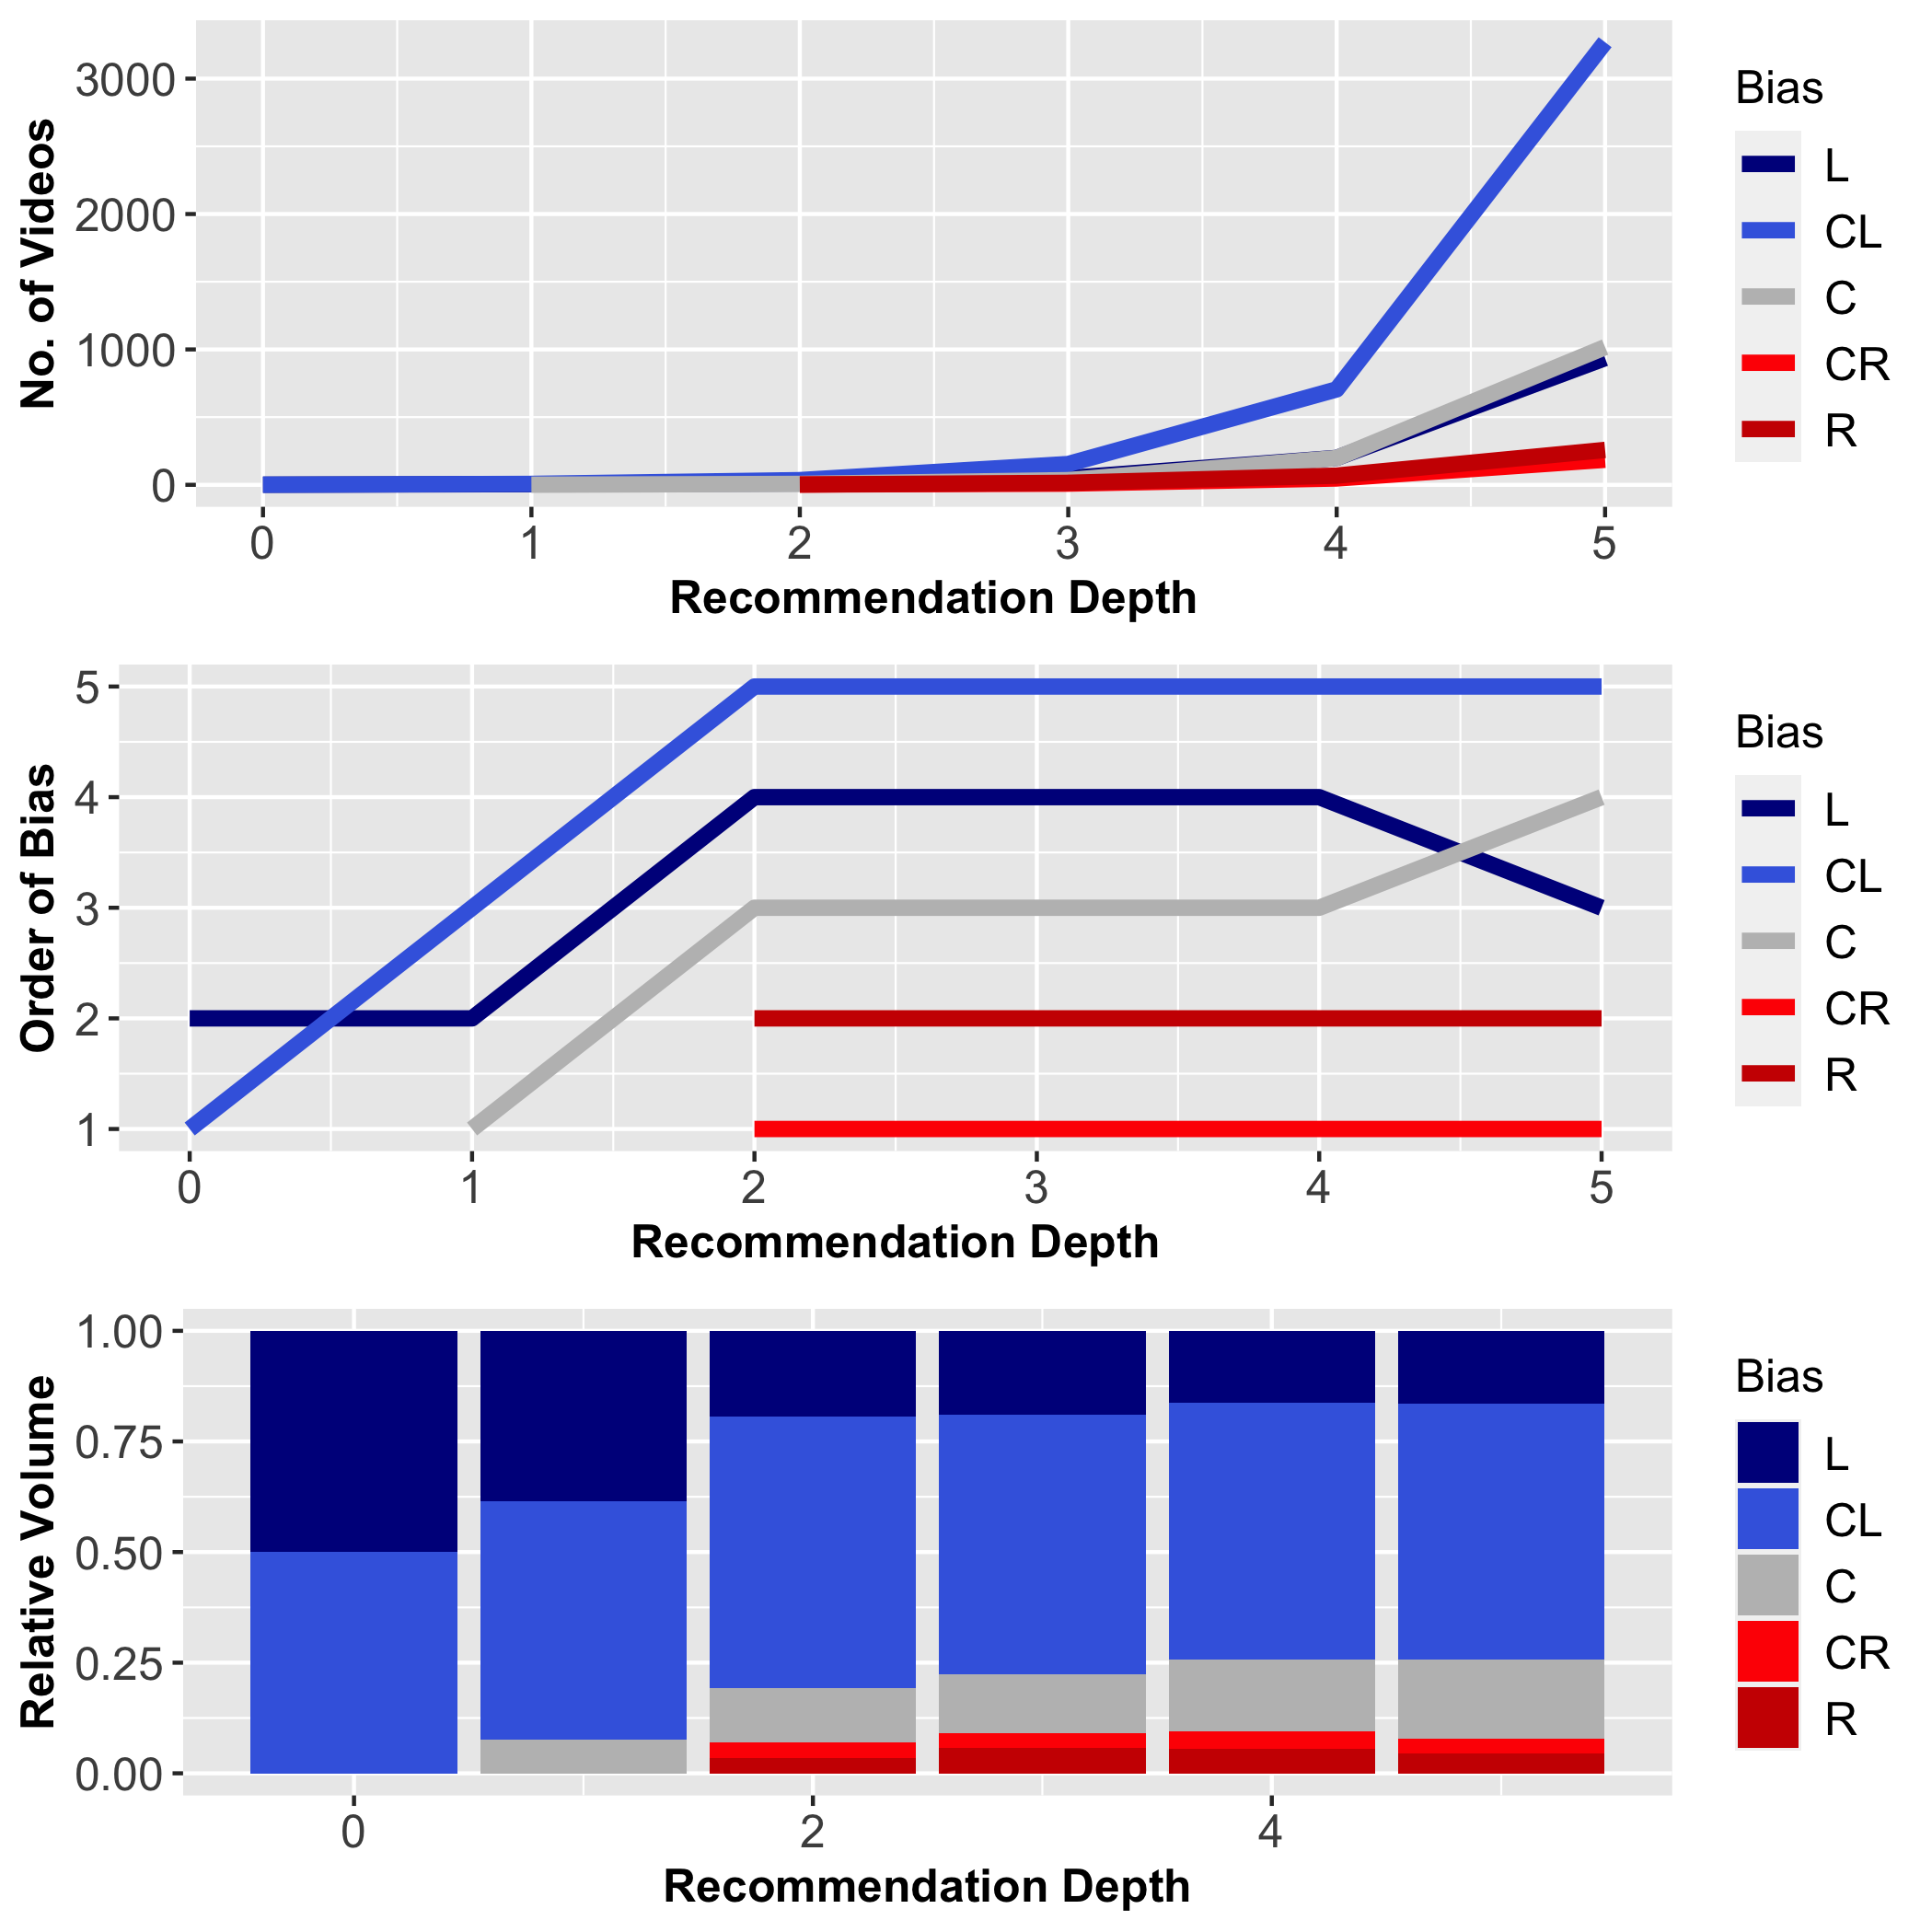 No. of Videos
3000
2000
1000
0
0 1 2 3 4 5
Recommendation Depth
Bias
L
CL
C
CR
R
Order of Bias
5
4
3
2
1
0 1 2 3 4 5
Recommendation Depth
Bias
L
CL
C
CR
R
Relative Volume
1.00
0.75
0.50
0.25
0.00
0 2 4
Recommendation Depth
Bias
L
CL
C
CR
R